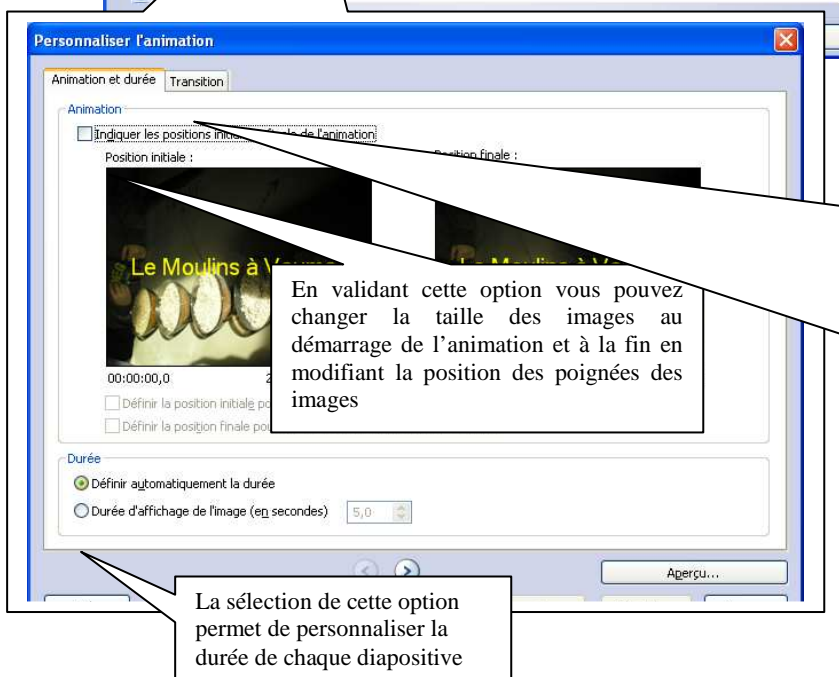 Personnaliser l'animation
Animation et durée Transition
Animation
Indiquer les positions de l'animation
Position initiale :
Position finale :
Le Moulins à
En validant cette option vous pouvez
changer la taille des images au
démarrage de l'animation et à la fin en
modifiant la position des poignées des
images
00:00:00,0
Définir la position initiale
Définir la position finale
Durée
Définir automatiquement la durée
Durée d'affichage de l'image (en secondes) 5,0
Aperçu...
La sélection de cette option
permet de personnaliser la
durée de chaque diapositive